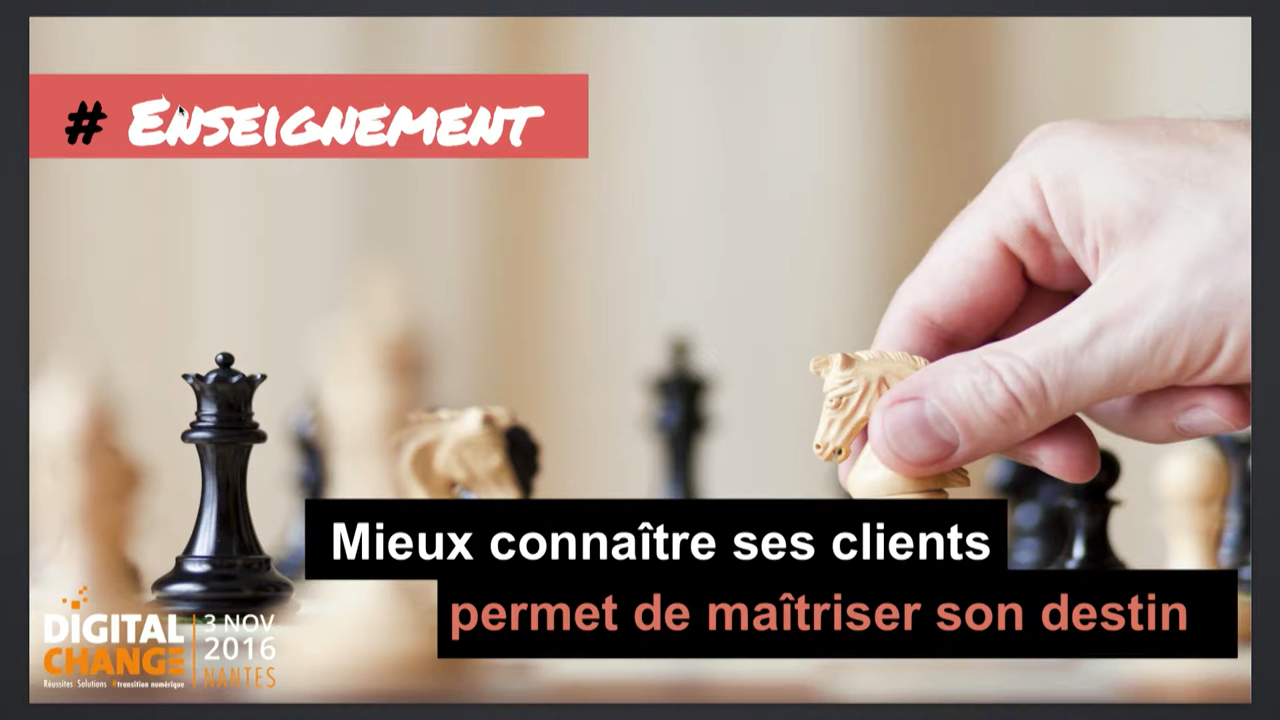 # Enseignement
Mieux connaître ses clients
permet de maîtriser son destin
DIGITAL
CHANGE
Réussites Solutions #transition numérique
3 NOV
2016
NANTES